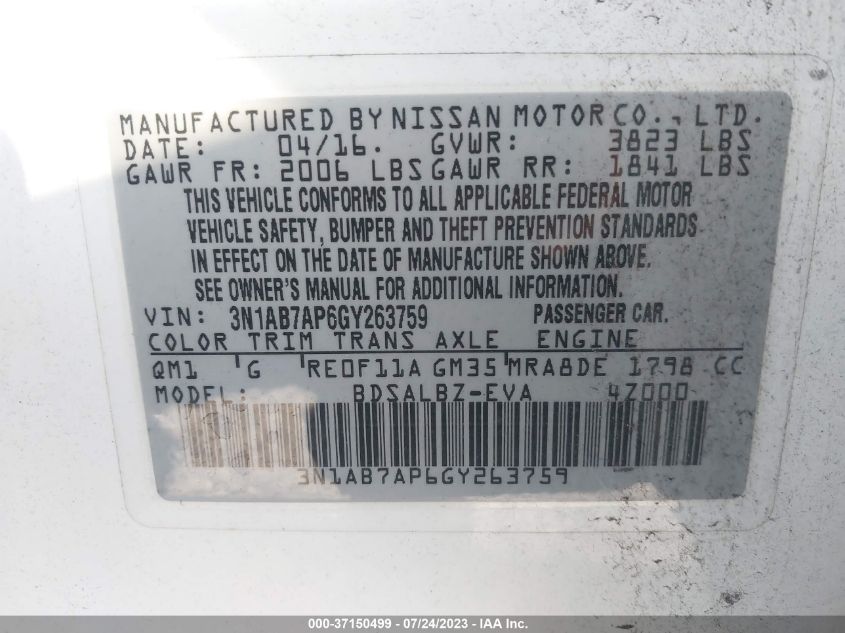 MANUFACTURED BY NISSAN MOTOR CO., LTD.
DATE: 04/16. GVWR: 3823 LBS
GAWR FR: 2006 LBS GAWR RR: 1841 LBS
THIS VEHICLE CONFORMS TO ALL APPLICABLE FEDERAL MOTOR
VEHICLE SAFETY, BUMPER AND THEFT PREVENTION STANDARDS
IN EFFECT ON THE DATE OF MANUFACTURE SHOWN ABOVE.
SEE OWNER'S MANUAL FOR ADDITIONAL INFORMATION.
VIN: 3N1AB7AP6GY263759 PASSENGER CAR.
COLOR TRIM TRANS AXLE ENGINE
QM1 G RE0F11A GM35 MRA8DE 1798 CC
MODEL: BDSALBZ-EVA 4Z000
3N1AB7AP6GY263759
000-37150499 - 07/24/2023 - IAA Inc.